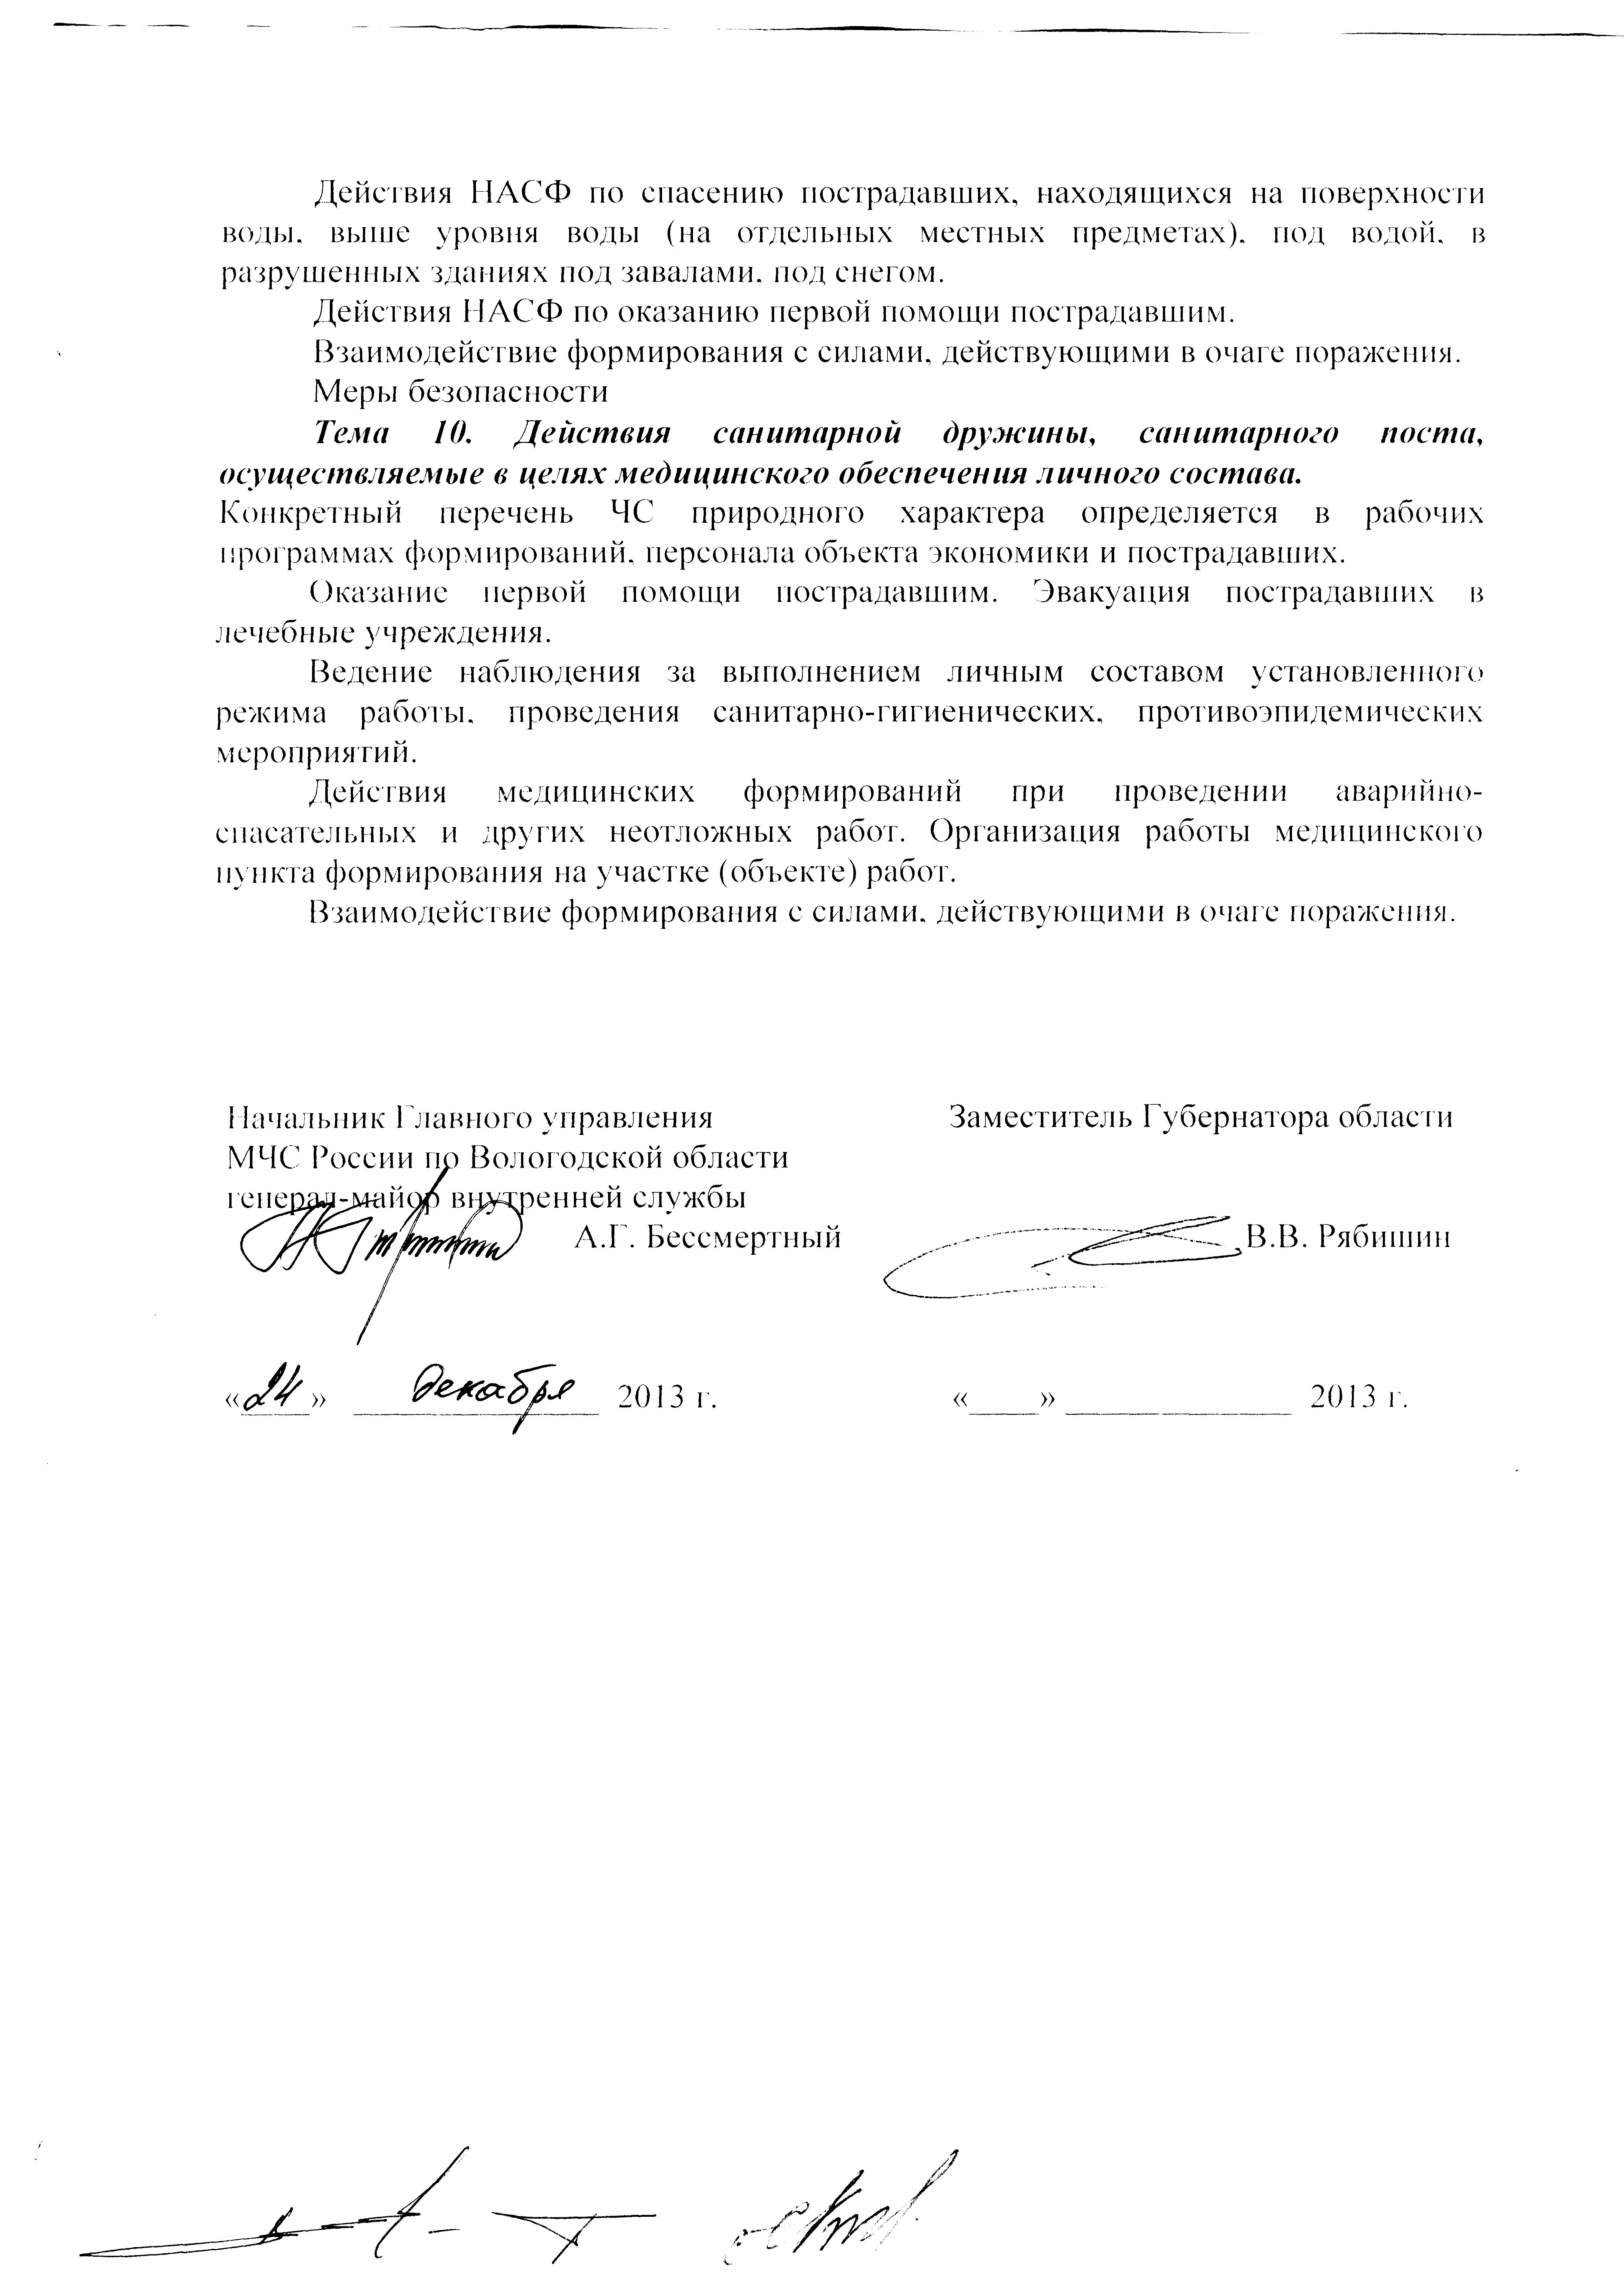 Действия НАСФ по спасению пострадавших, находящихся на поверхности
воды, выше уровня воды (на отдельных местных предметах), под водой, в
разрушенных зданиях под завалами, под снегом.
Действия НАСФ по оказанию первой помощи пострадавшим.
Взаимодействие формирования с силами, действующими в очаге поражения.
Меры безопасности
Тема 10. Действия санитарной дружины, санитарного поста,
осуществляемые в целях медицинского обеспечения личного состава.
Конкретный перечень ЧС природного характера определяется в рабочих
программах формирований, персонала объекта экономики и пострадавших.
Оказание первой помощи пострадавшим. Эвакуация пострадавших в
лечебные учреждения.
Ведение наблюдения за выполнением личным составом установленного
режима работы, проведения санитарно-гигиенических, противоэпидемических
мероприятий.
Действия медицинских формирований при проведении аварийно-
спасательных и других неотложных работ. Организация работы медицинского
пункта формирования на участке (объекте) работ.
Взаимодействие формирования с силами, действующими в очаге поражения.
Начальник Главного управления
МЧС России по Вологодской области
генерал-майор внутренней службы
А.Г. Бессмертный
«24» декабря 2013 г.
Заместитель Губернатора области
В.В. Рябишин
«____» ______________ 2013 г.